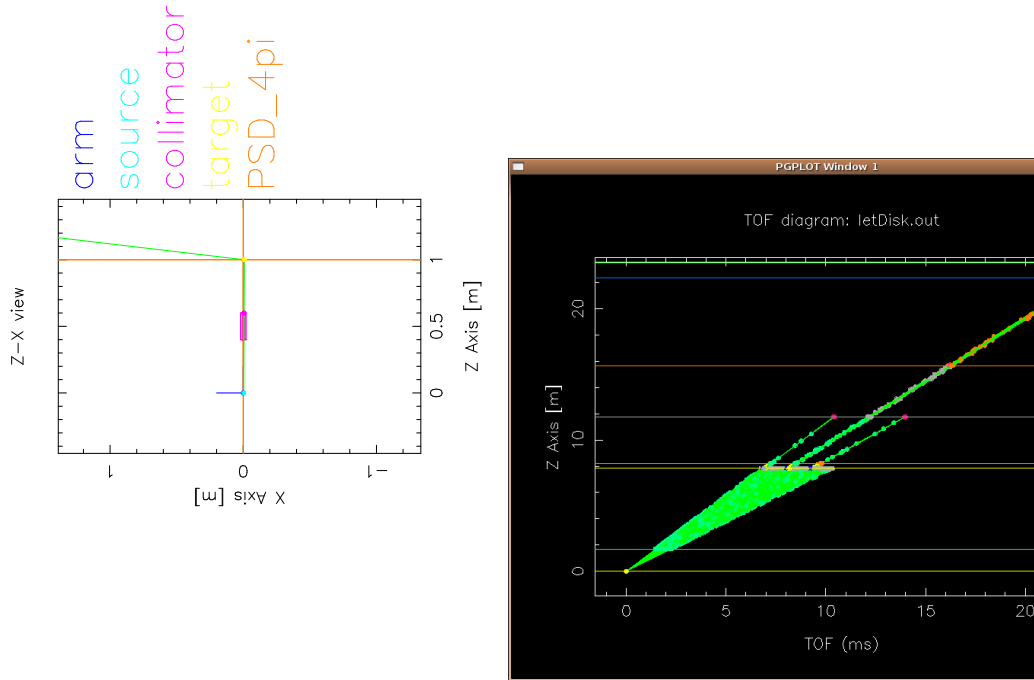 arm
source
collimator
target
PSD_4pi
Z-X view
1
0.5
0
Z Axis [m]
1
0
-1
X Axis [m]
PGPLOT Window 1
TOF diagram: letDisk.out
20
10
0
Z Axis [m]
0
5
10
15
20
TOF (ms)